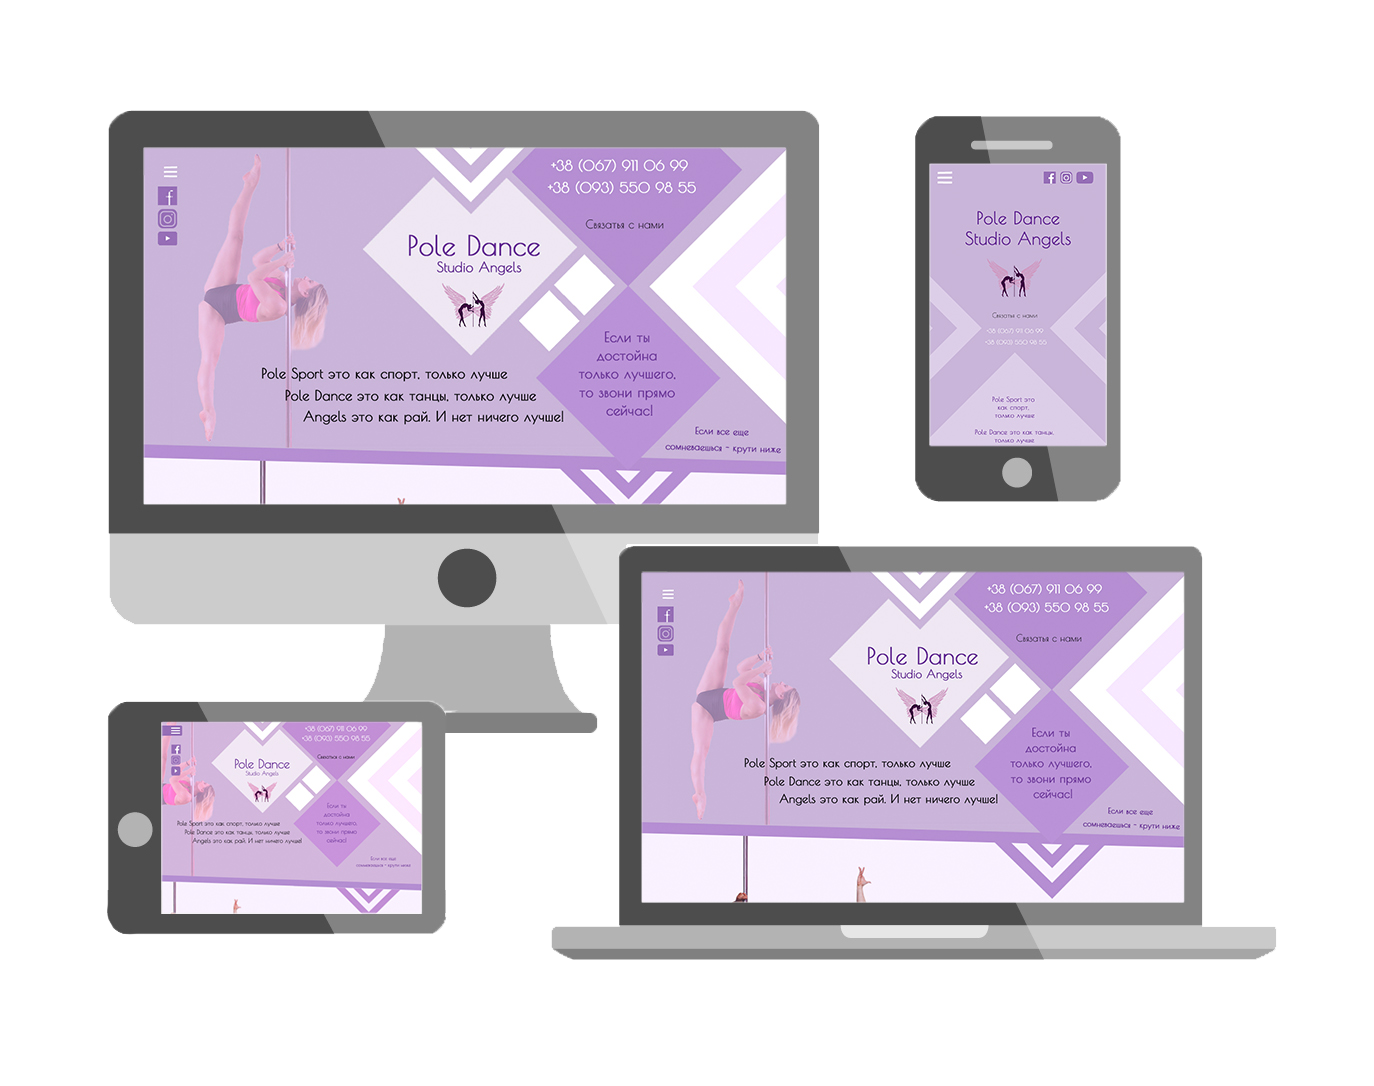 +38 (067) 911 06 99
+38 (093) 550 98 55
Связатья с нами
Pole Dance
Studio Angels
Если ты
достойна
только лучшего,
то звони прямо
сейчас!
Pole Sport это как спорт, только лучше
Pole Dance это как танцы, только лучше
Angels это как рай. И нет ничего лучше!
Если все еще
сомневаешься - крути ниже
Pole Dance
Studio Angels
Связатья с нами
+38 (067) 911 06 99
+38 (093) 550 98 55
Pole Sport это
как спорт,
только лучше
Pole Dance это как танцы,
только лучше
+38 (067) 911 06 99
+38 (093) 550 98 55
Связаться с нами
Pole Dance
Studio Angels
Если ты
достойна
только лучшего,
то звони прямо
сейчас!
Pole Sport это как спорт, только лучше
Pole Dance это как танцы, только лучше
Angels это как рай. И нет ничего лучше!
Если все еще
сомневаешься - крути ниже
+38 (067) 911 06 99
+38 (093) 550 98 55
Связатья с нами
Pole Dance
Studio Angels
Если ты
достойна
только лучшего,
то звони прямо
сейчас!
Pole Sport это как спорт, только лучше
Pole Dance это как танцы, только лучше
Angels это как рай. И нет ничего лучше!
Если все еще
сомневаешься - крути ниже